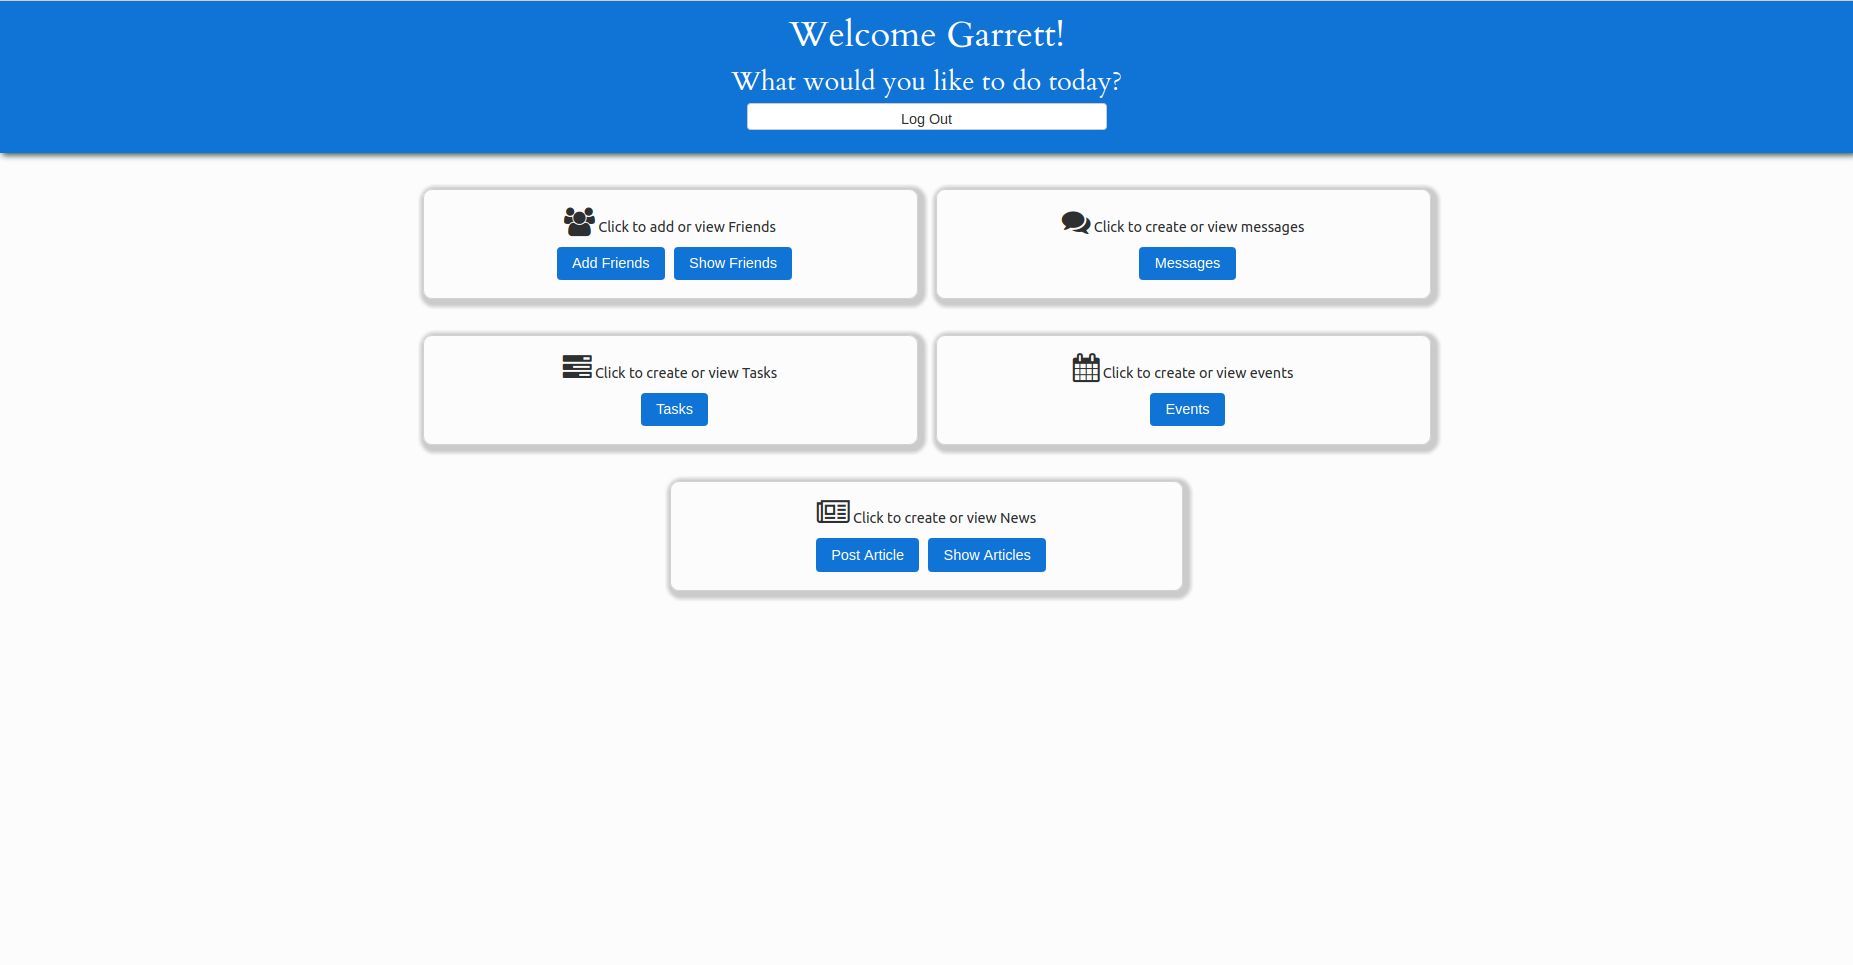 Welcome Garrett!
What would you like to do today?
Log Out
Click to add or view Friends
Add Friends Show Friends
Click to create or view messages
Messages
Click to create or view Tasks
Tasks
Click to create or view events
Events
Click to create or view News
Post Article Show Articles